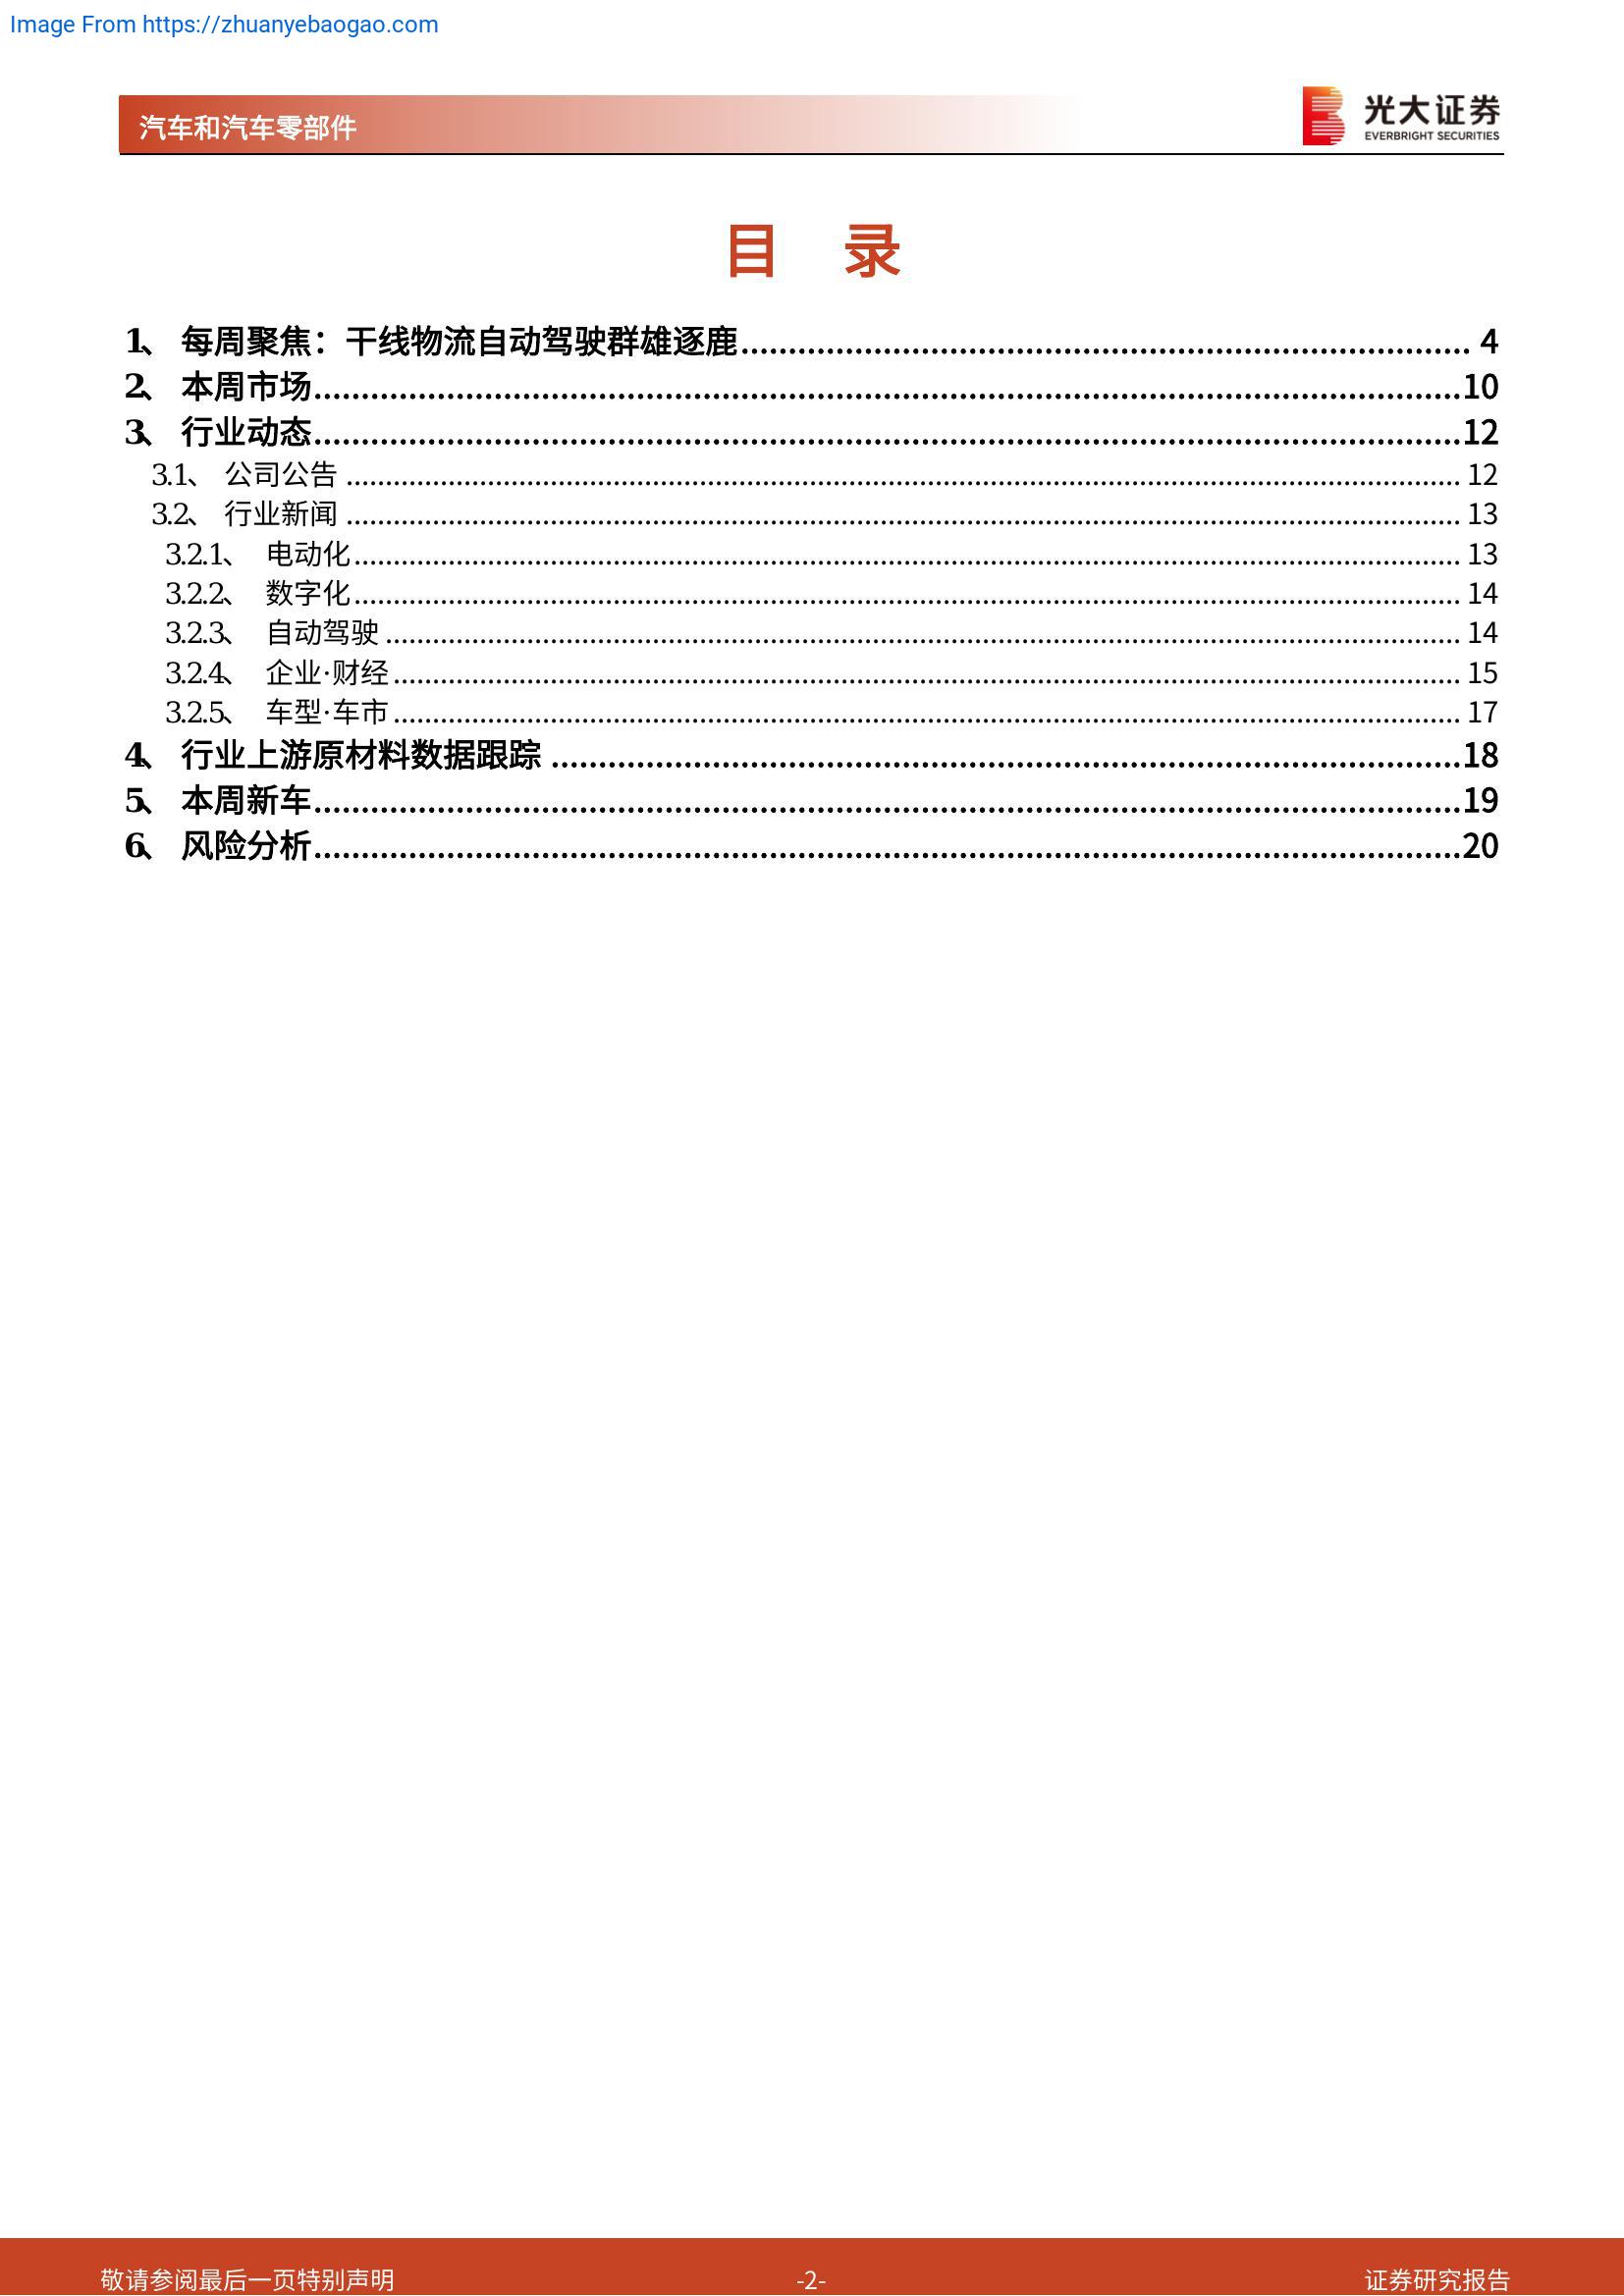 Image From https://zhuanyebaogao.com
汽车和汽车零部件
光大证券
EVERBRIGHT SECURITIES
目 录
1、 每周聚焦：干线物流自动驾驶群雄逐鹿 4
2、 本周市场 10
3、 行业动态 12
3.1、 公司公告 12
3.2、 行业新闻 13
3.2.1、 电动化 13
3.2.2、 数字化 14
3.2.3、 自动驾驶 14
3.2.4、 企业·财经 15
3.2.5、 车型·车市 17
4、 行业上游原材料数据跟踪 18
5、 本周新车 19
6、 风险分析 20
敬请参阅最后一页特别声明 -2- 证券研究报告